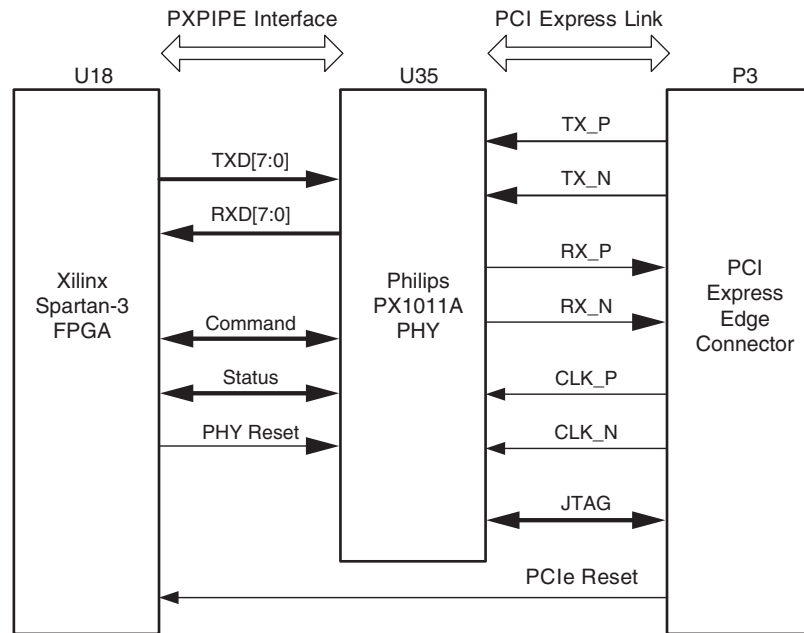 PXPIPE Interface
PCI Express Link
U18
U35
P3
TXD[7:0]
RXD[7:0]
Command
Status
PHY Reset
TX_P
TX_N
RX_P
RX_N
CLK_P
CLK_N
JTAG
PCIe Reset
Xilinx
Spartan-3
FPGA
Philips
PX1011A
PHY
PCI
Express
Edge
Connector